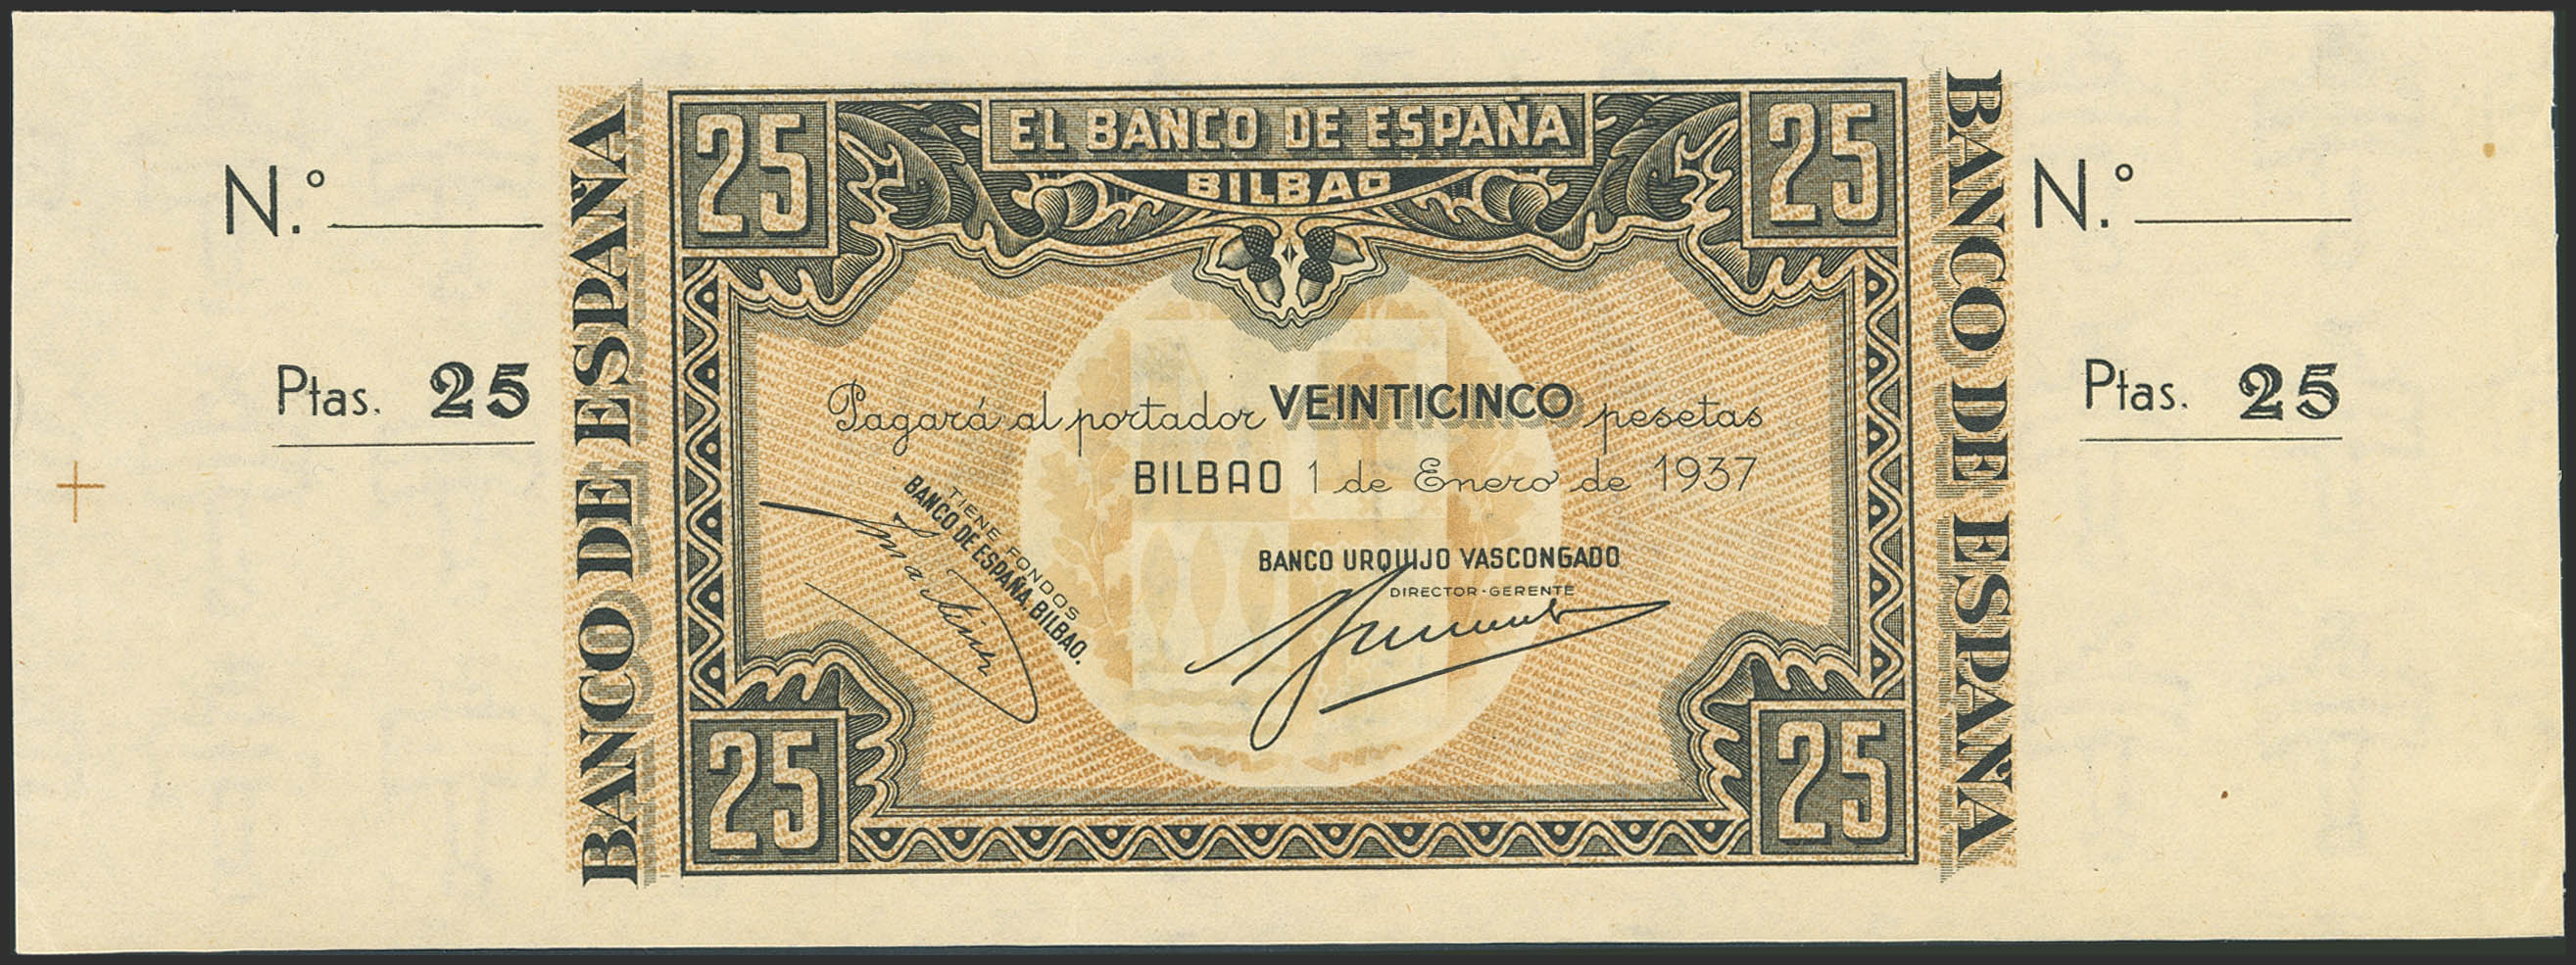 N.º
Ptas. 25
BANCO DE ESPAÑA
25
EL BANCO DE ESPAÑA
BILBAO
25
Pagará al portador VEINTICINCO pesetas
BILBAO 1 de Enero de 1937
TIENE FONDOS
BANCO DE ESPAÑA, BILBAO.
BANCO URQUIJO VASCONGADO
DIRECTOR-GERENTE
25
25
BANCO DE ESPAÑA
N.º
Ptas. 25